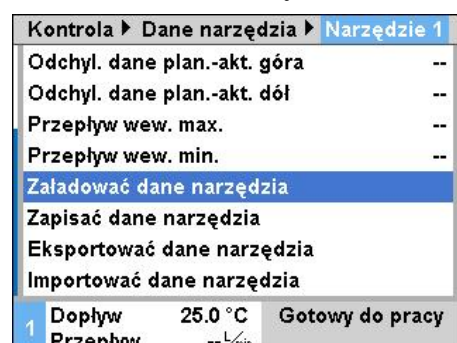 Kontrola ▶ Dane narzędzia ▶ Narzędzie 1
Odchyl. dane plan.-akt. góra --
Odchyl. dane plan.-akt. dół --
Przepływ wew. max. --
Przepływ wew. min. --
Załadować dane narzędzia
Zapisać dane narzędzia
Eksportować dane narzędzia
Importować dane narzędzia
1 Dopływ 25.0 °C Gotowy do pracy
Przepływ -- L/min